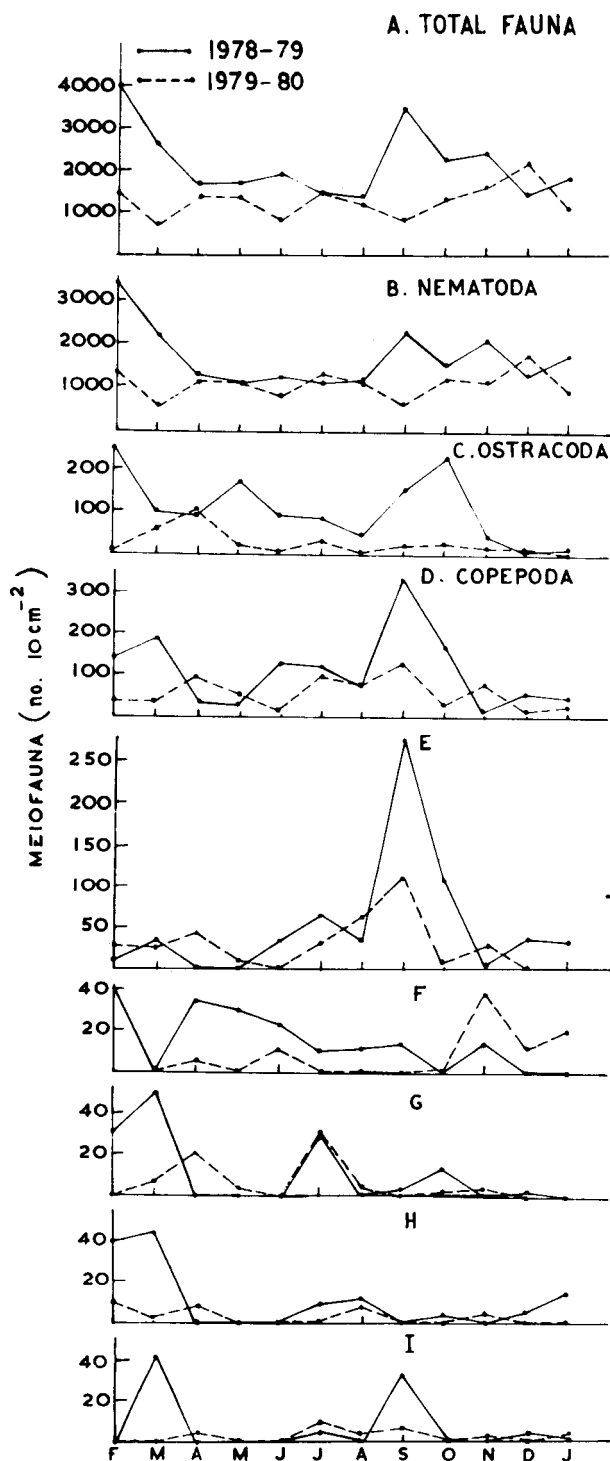 A. TOTAL FAUNA
1978-79
1979-80
4000
3000
2000
1000
B. NEMATODA
3000
2000
1000
C. OSTRACODA
200
100
D. COPEPODA
300
200
100
MEIOFAUNA (no. 10cm⁻²)
E
250
200
150
100
50
F
40
20
G
40
20
H
40
20
I
40
20
F M A M J J A S O N D J